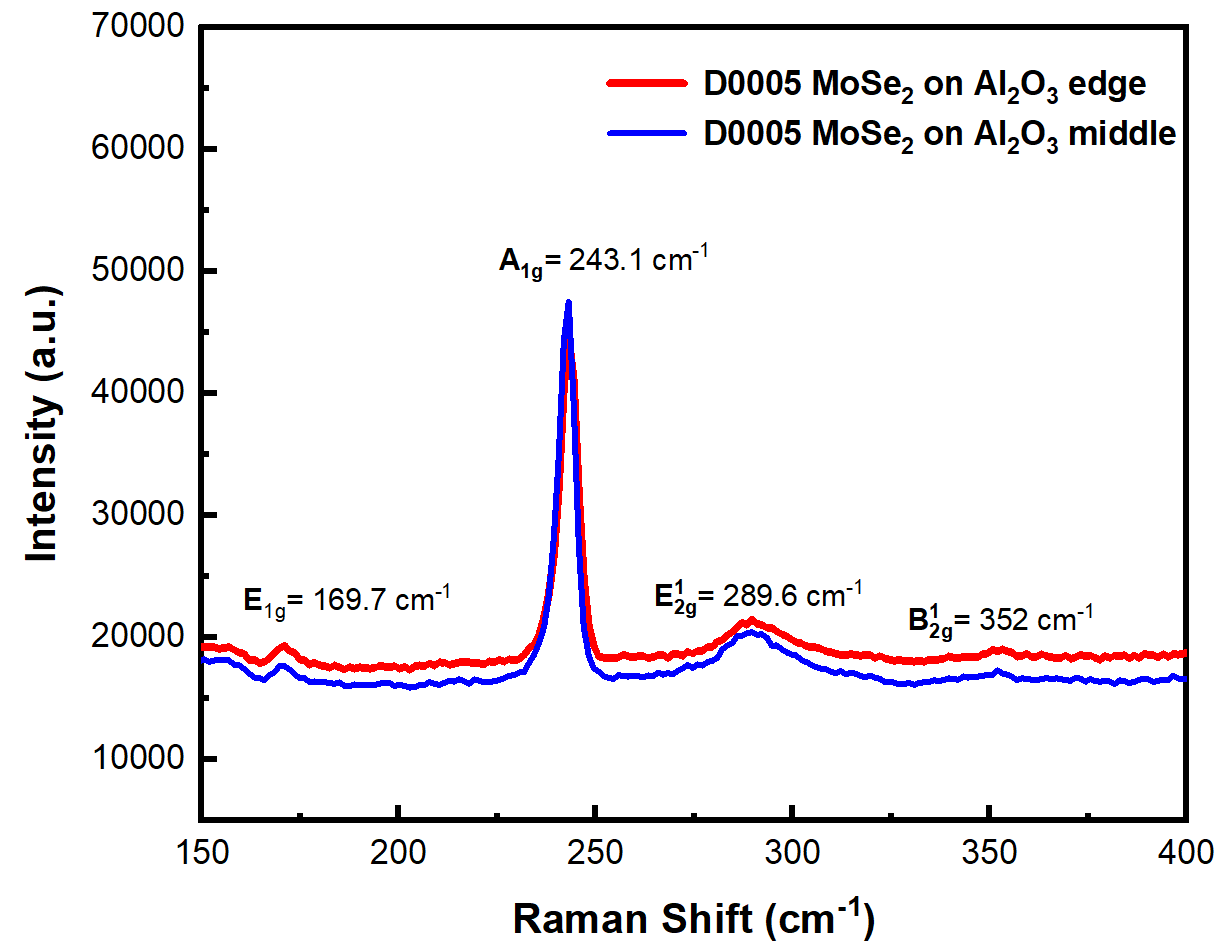 70000
60000
50000
40000
30000
20000
10000
Intensity (a.u.)
D0005 MoSe₂ on Al₂O₃ edge
D0005 MoSe₂ on Al₂O₃ middle
A₁g= 243.1 cm⁻¹
E₁g= 169.7 cm⁻¹
E¹₂g= 289.6 cm⁻¹
B¹₂g= 352 cm⁻¹
150 200 250 300 350 400
Raman Shift (cm⁻¹)